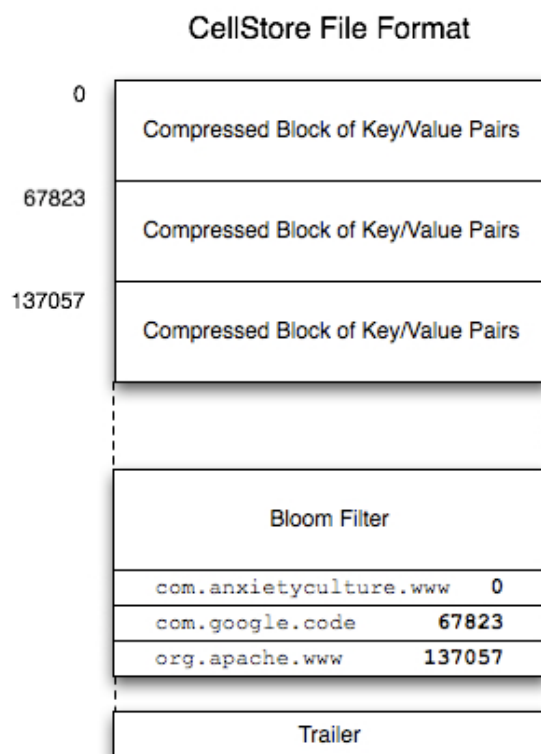 CellStore File Format
0
Compressed Block of Key/Value Pairs
67823
Compressed Block of Key/Value Pairs
137057
Compressed Block of Key/Value Pairs
Bloom Filter
com.anxietyculture.www 0
com.google.code 67823
org.apache.www 137057
Trailer